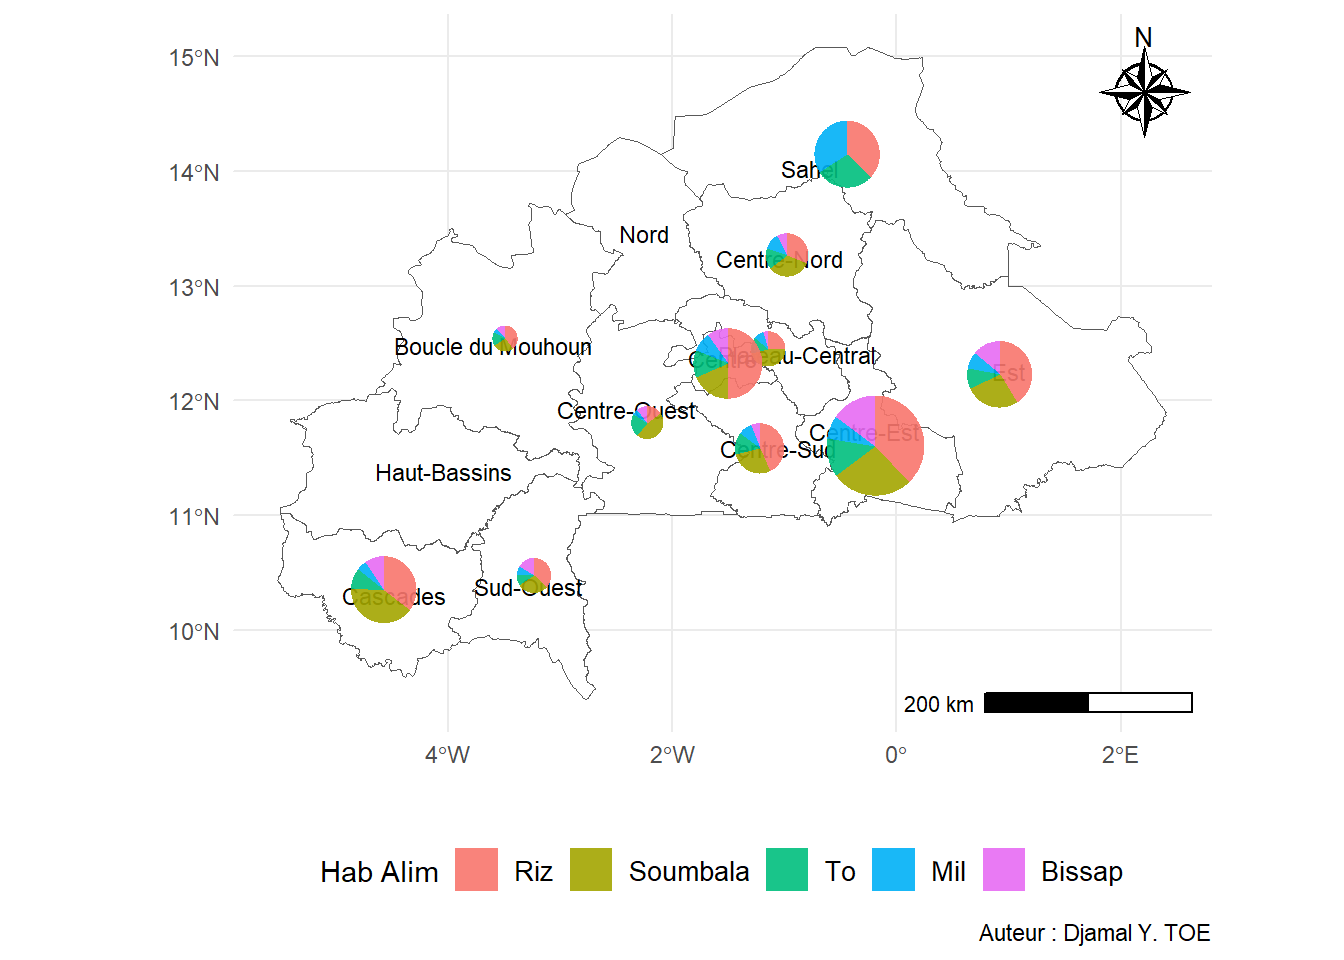 N
15°N
14°N
13°N
12°N
11°N
10°N
Sahel
Nord
Centre-Nord
Boucle du Mouhoun
Centre
Plateau-Central
Est
Centre-Ouest
Centre-Est
Centre-Sud
Haut-Bassins
Cascades
Sud-Ouest
200 km
4°W 2°W 0° 2°E
Hab Alim Riz Soumbala To Mil Bissap
Auteur : Djamal Y. TOE